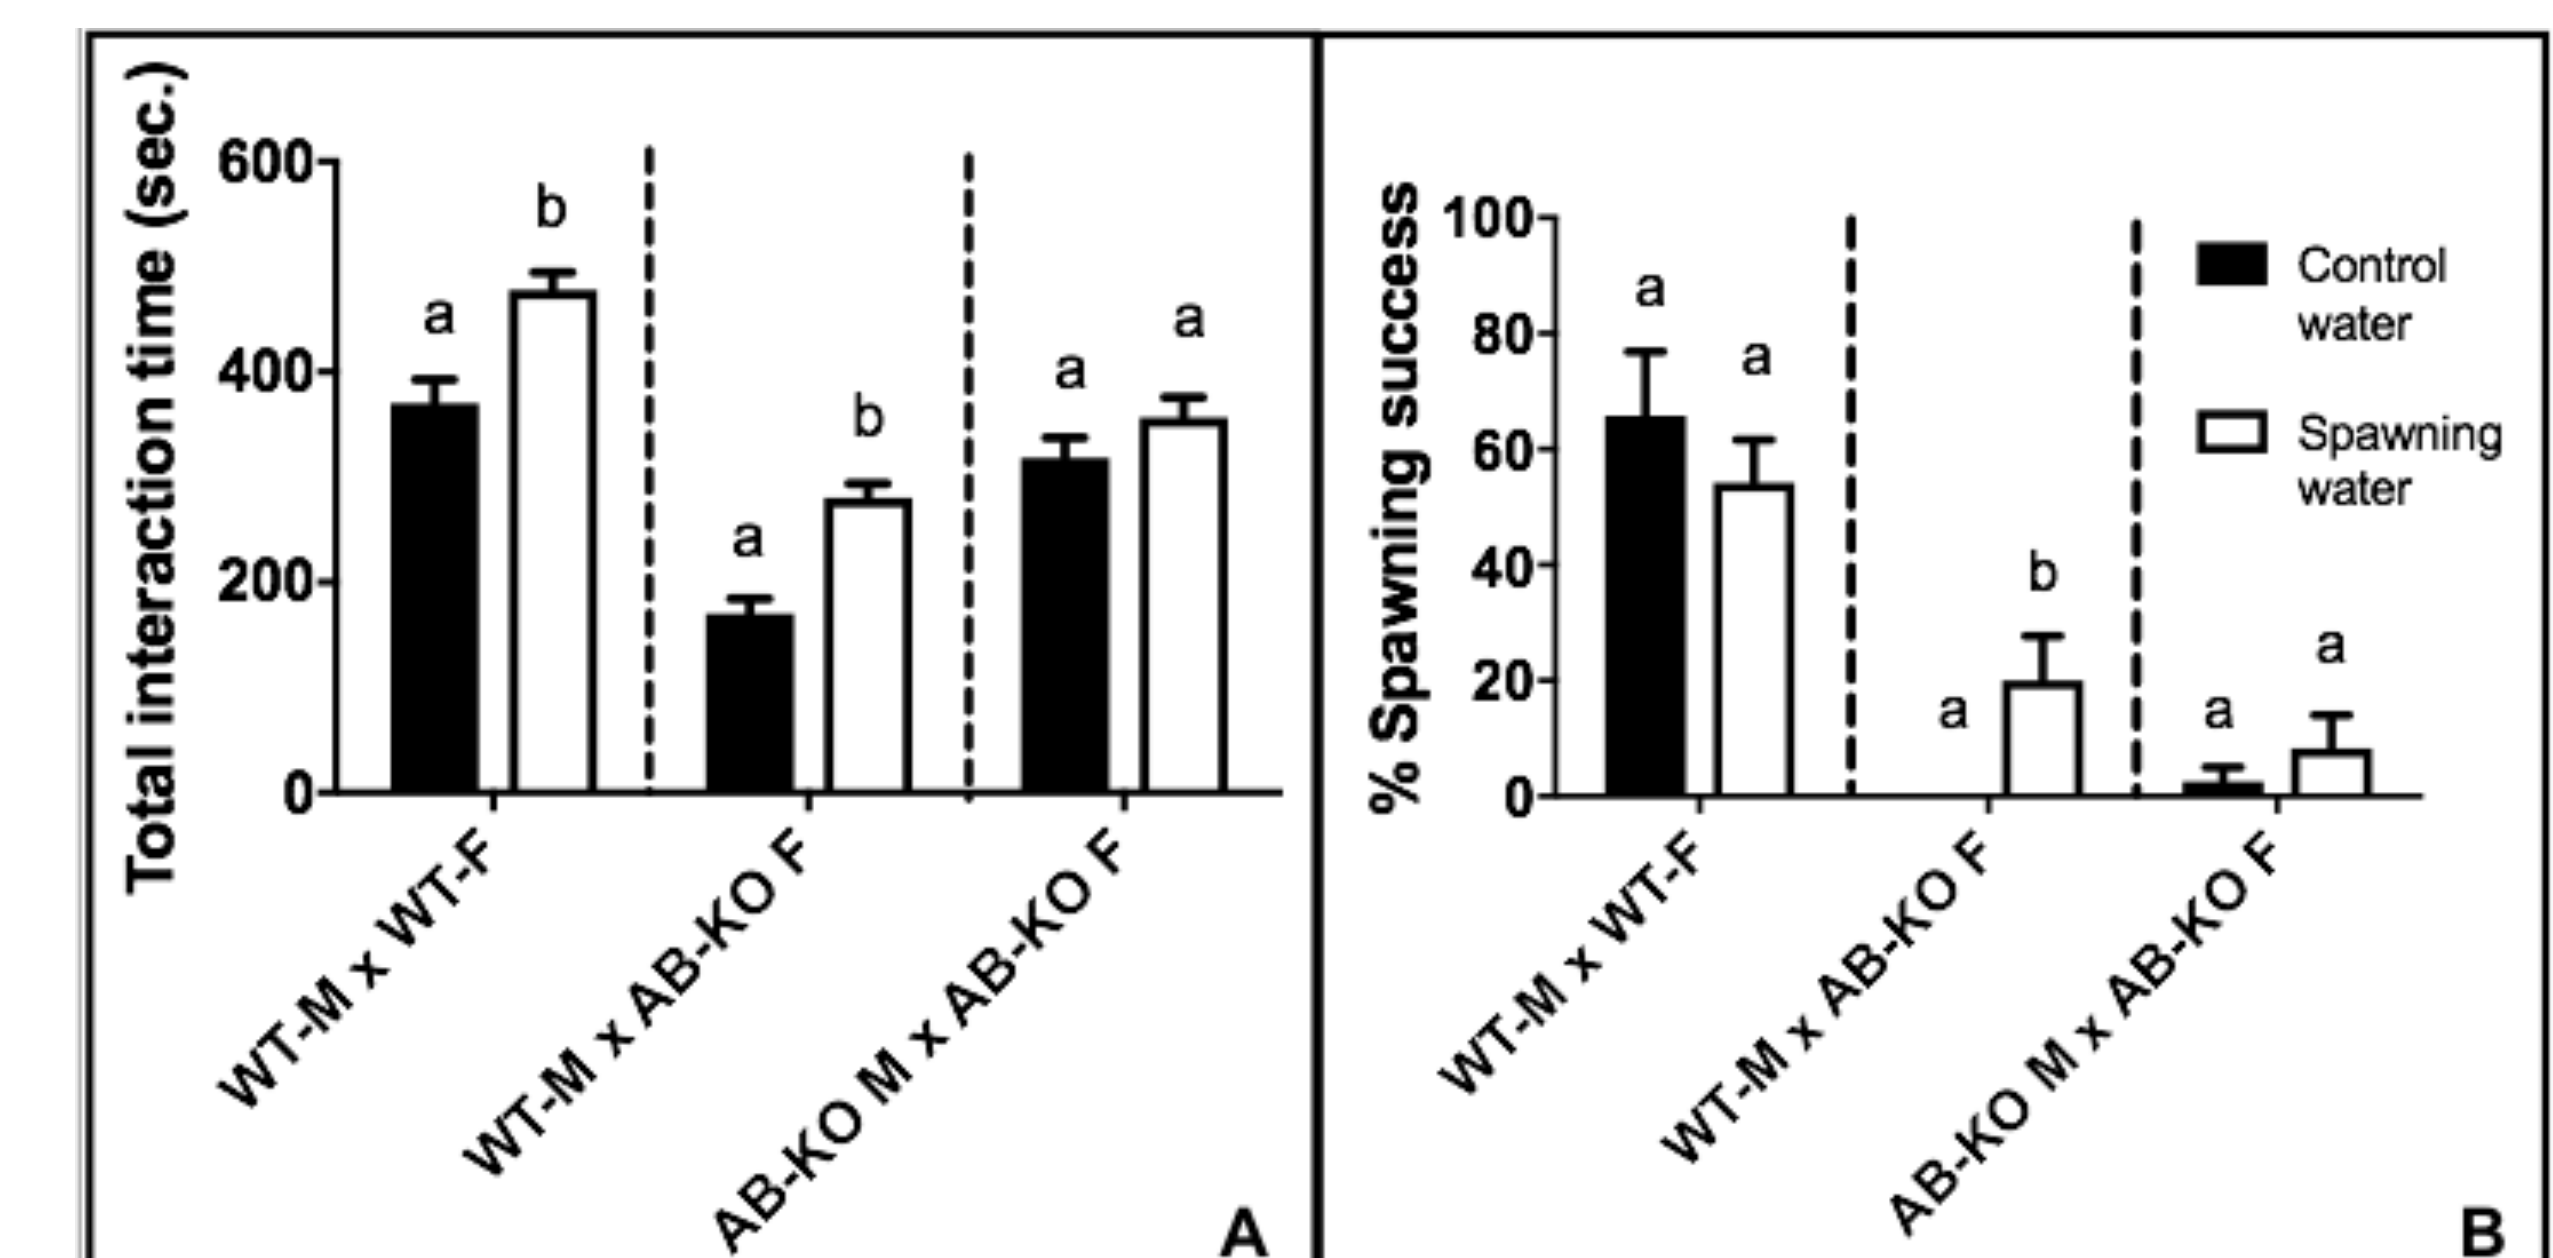 Total interaction time (sec.)
600
400
200
0
a
b
a
b
a
a
WT-M x WT-F
WT-M x AB-KO F
AB-KO M x AB-KO F
A
% Spawning success
100
80
60
40
20
0
a
a
a
b
a
a
Control
water
Spawning
water
WT-M x WT-F
WT-M x AB-KO F
AB-KO M x AB-KO F
B